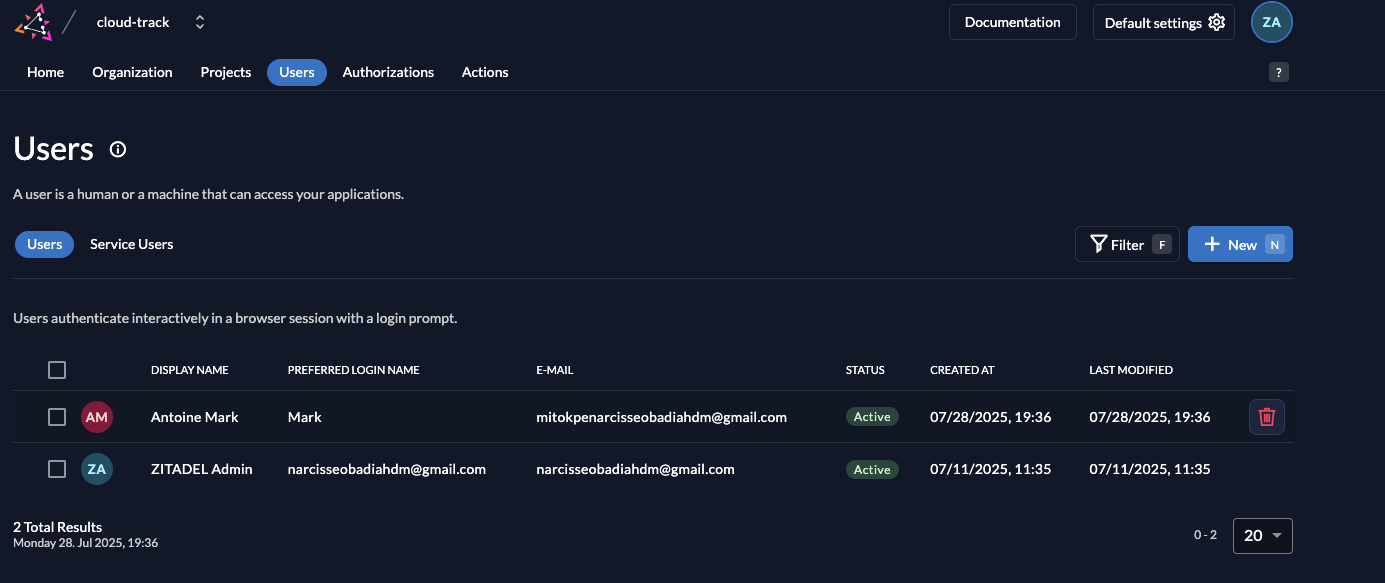 cloud-track Documentation Default settings ZA
Home Organization Projects Users Authorizations Actions ?
Users
A user is a human or a machine that can access your applications.
Users Service Users Filter F New N
Users authenticate interactively in a browser session with a login prompt.
DISPLAY NAME PREFERRED LOGIN NAME E-MAIL STATUS CREATED AT LAST MODIFIED
AM Antoine Mark Mark mitokpenarcisseobadiahdm@gmail.com Active 07/28/2025, 19:36 07/28/2025, 19:36
ZA ZITADEL Admin narcisseobadiahdm@gmail.com narcisseobadiahdm@gmail.com Active 07/11/2025, 11:35 07/11/2025, 11:35
2 Total Results
Monday 28. Jul 2025, 19:36
0 - 2 20